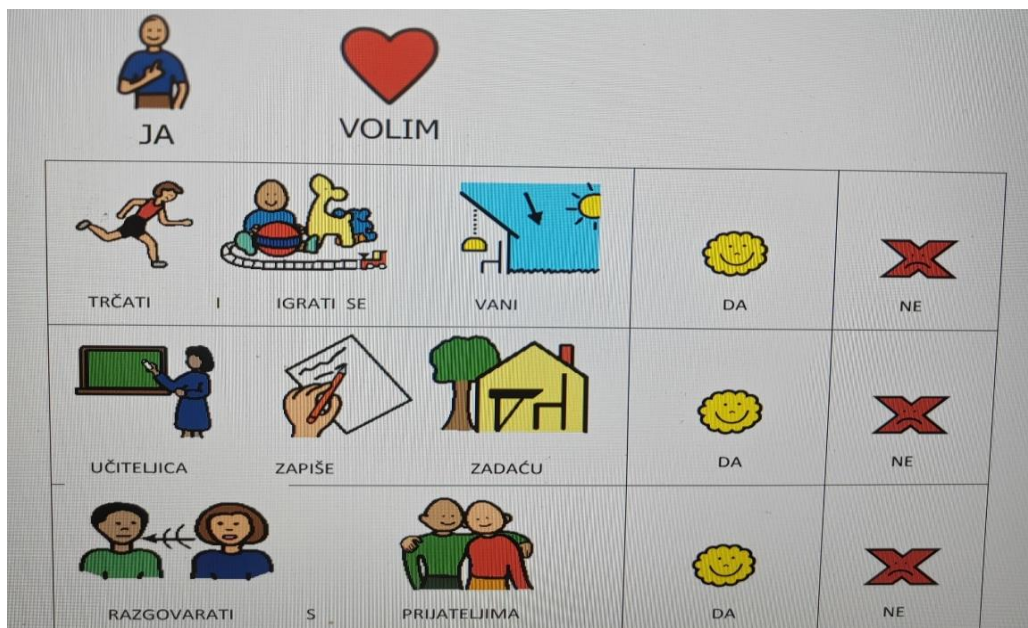 JA VOLIM
TRČATI I IGRATI SE VANI DA NE
UČITELJICA ZAPIŠE ZADAĆU DA NE
RAZGOVARATI S PRIJATELJIMA DA NE